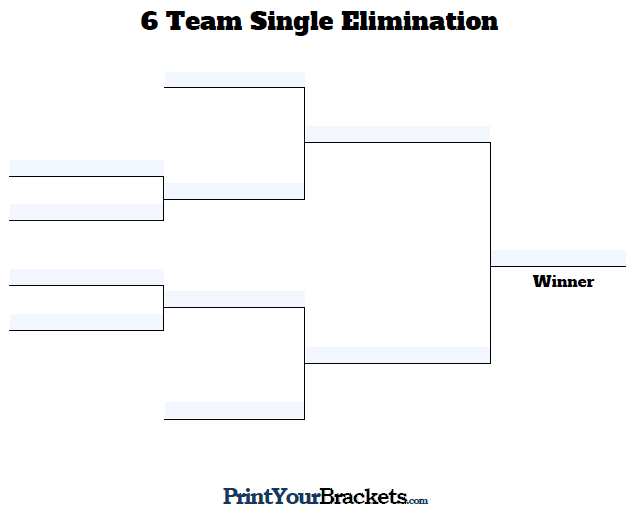 6 Team Single Elimination
Winner
PrintYourBrackets.com